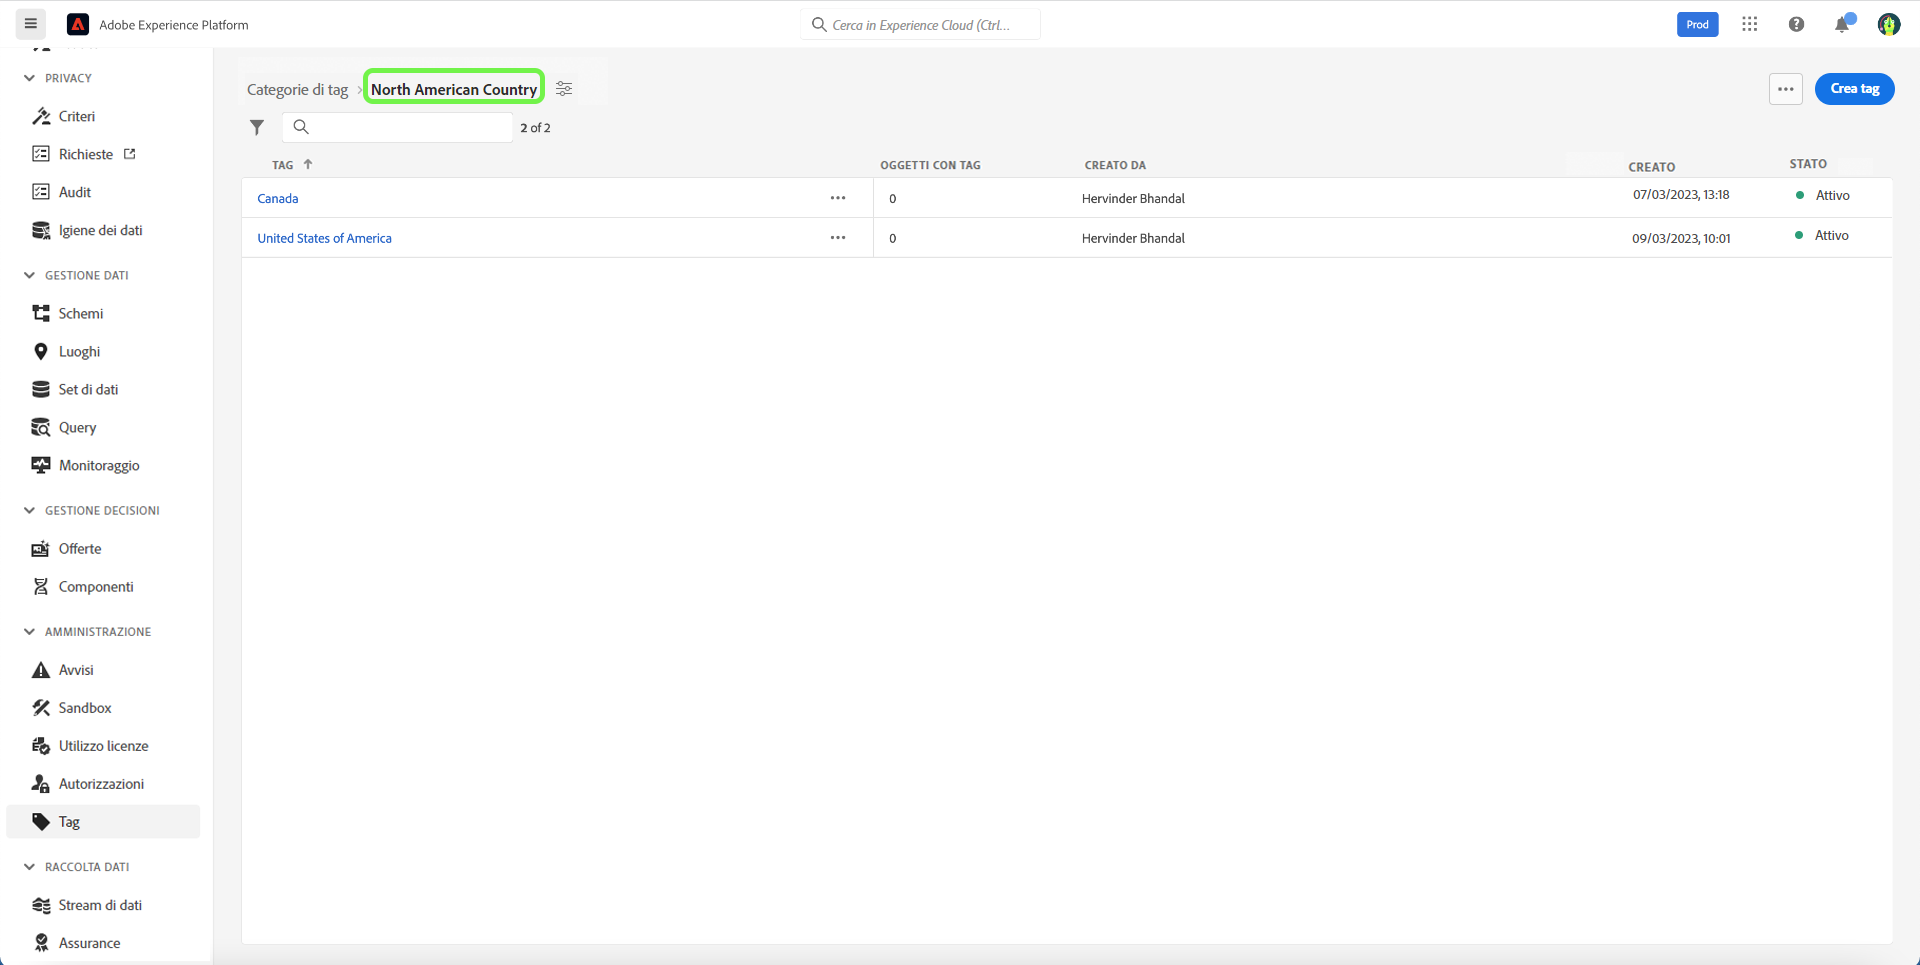 Adobe Experience Platform
Cerca in Experience Cloud (Ctrl...
Prod
PRIVACY
Criteri
Richieste
Audit
Igiene dei dati
GESTIONE DATI
Schemi
Luoghi
Set di dati
Query
Monitoraggio
GESTIONE DECISIONI
Offerte
Componenti
AMMINISTRAZIONE
Avvisi
Sandbox
Utilizzo licenze
Autorizzazioni
Tag
RACCOLTA DATI
Stream di dati
Assurance
Categorie di tag › North American Country
Crea tag
2 of 2
TAG OGGETTI CON TAG CREATO DA CREATO STATO
Canada 0 Hervinder Bhandal 07/03/2023, 13:18 Attivo
United States of America 0 Hervinder Bhandal 09/03/2023, 10:01 Attivo